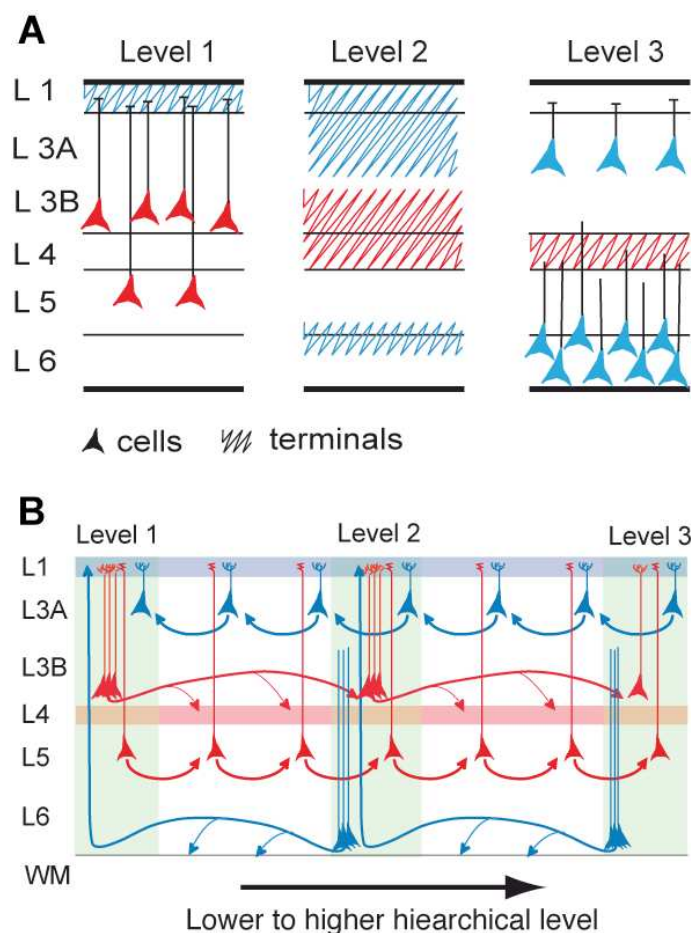 A
Level 1 Level 2 Level 3
L 1
L 3A
L 3B
L 4
L 5
L 6
cells terminals
B
Level 1 Level 2 Level 3
L1
L3A
L3B
L4
L5
L6
WM
Lower to higher hiearchical level